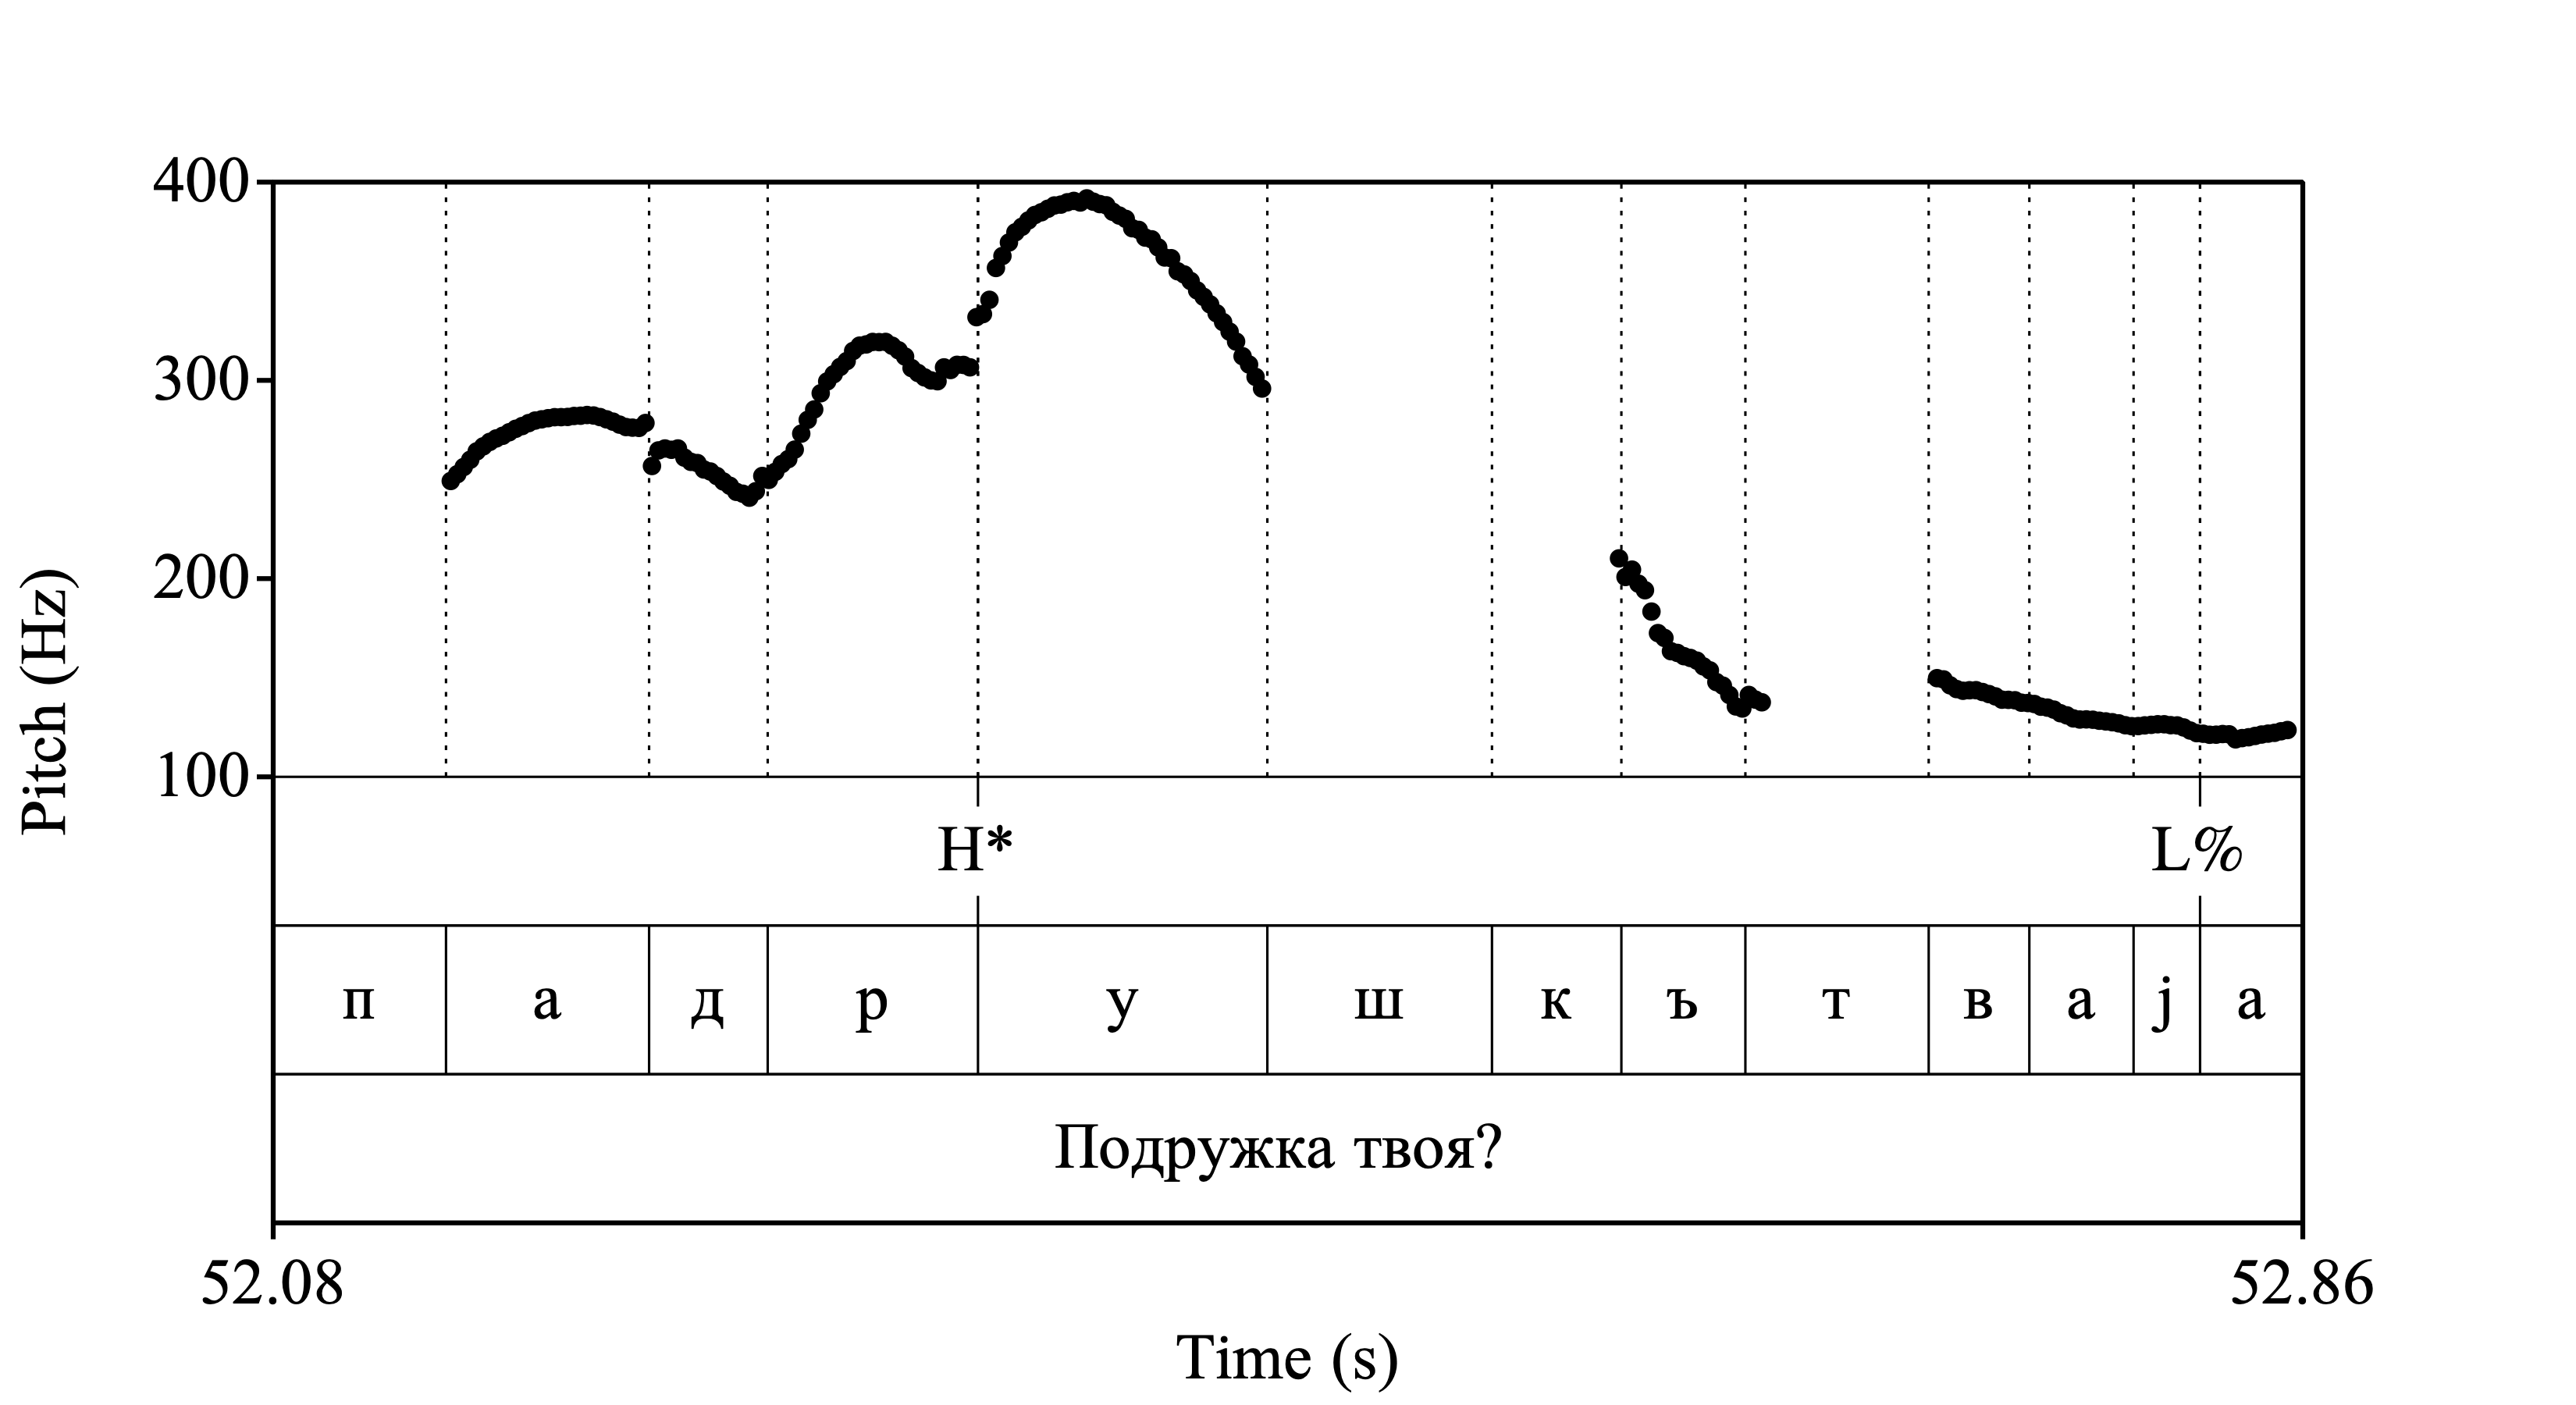 400
300
200
100
Pitch (Hz)
H* L%
п а д р у ш к ъ т в а j а
Подружка твоя?
52.08 52.86
Time (s)